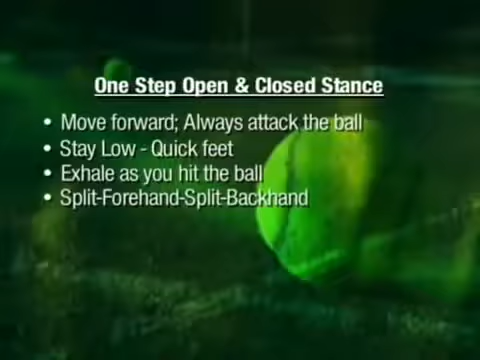 One Step Open & Closed Stance
• Move forward; Always attack the ball
• Stay Low - Quick feet
• Exhale as you hit the ball
• Split-Forehand-Split-Backhand